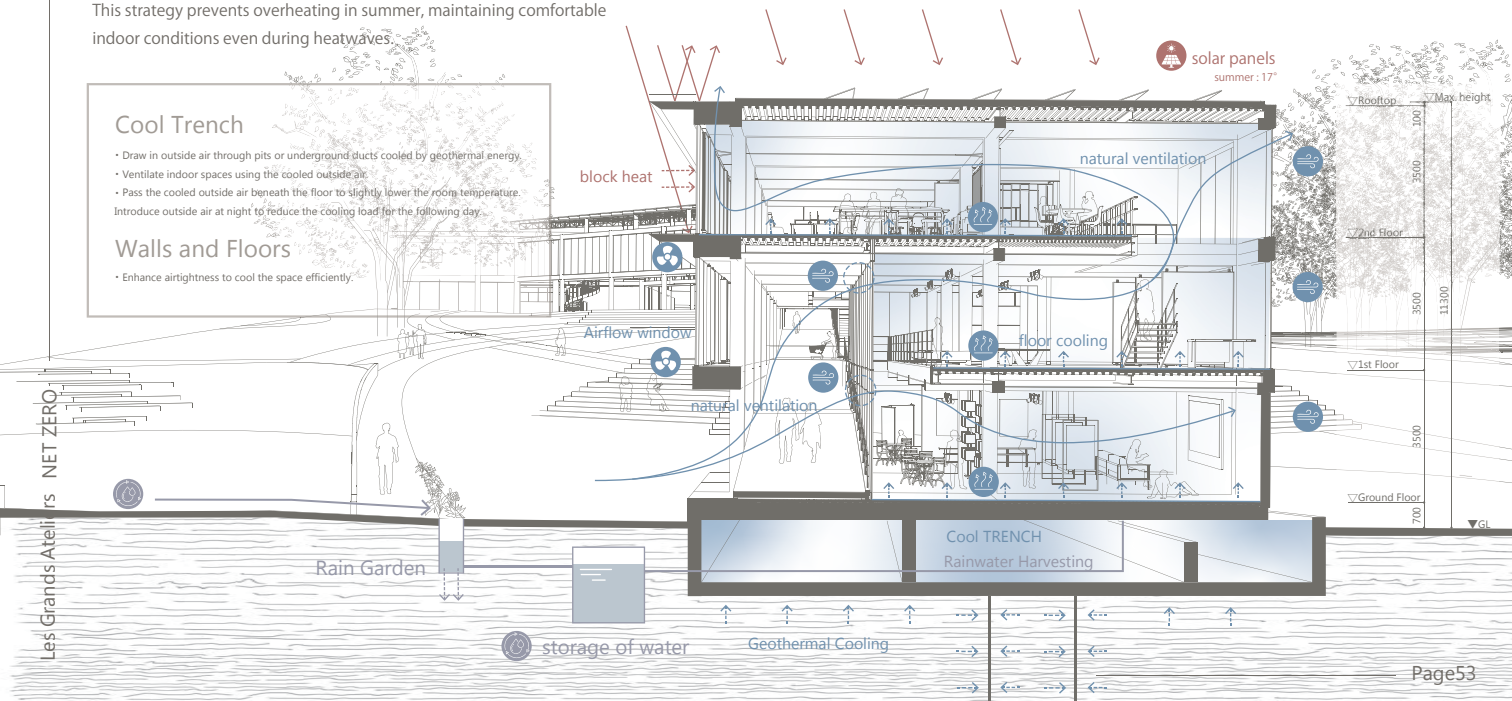 This strategy prevents overheating in summer, maintaining comfortable
indoor conditions even during heatwaves.
solar panels
summer : 17°
Cool Trench
• Draw in outside air through pits or underground ducts cooled by geothermal energy.
• Ventilate indoor spaces using the cooled outside air.
• Pass the cooled outside air beneath the floor to slightly lower the room temperature.
Introduce outside air at night to reduce the cooling load for the following day.
Walls and Floors
• Enhance airtightness to cool the space efficiently.
block heat
natural ventilation
Airflow window
floor cooling
natural ventilation
Rooftop
Max. height
100
3500
2nd Floor
3500
11300
1st Floor
3500
Ground Floor
700
GL
Cool TRENCH
Rainwater Harvesting
Rain Garden
storage of water
Geothermal Cooling
Les Grands Ateliers NET ZERO
Page53